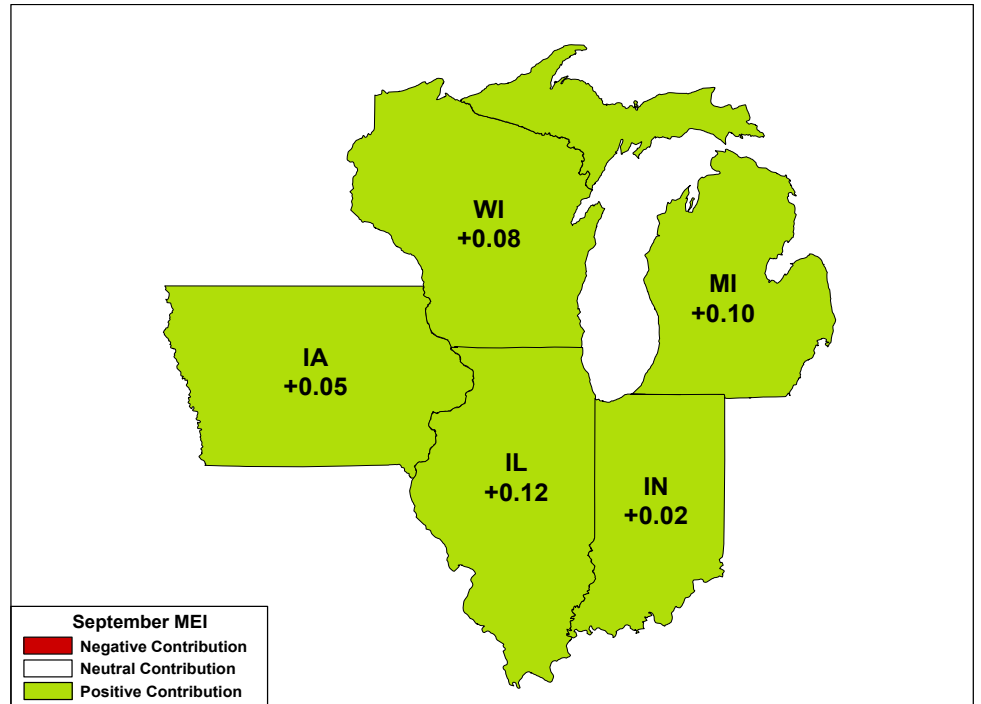 WI
+0.08
MI
+0.10
IA
+0.05
IL
+0.12
IN
+0.02
September MEI
Negative Contribution
Neutral Contribution
Positive Contribution